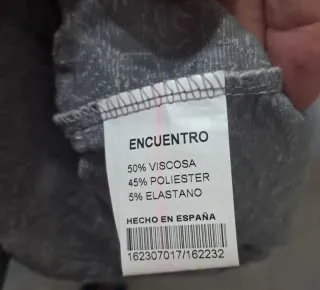 ENCUENTRO
50% VISCOSA
45% POLIESTER
5% ELASTANO
HECHO EN ESPAÑA
162307017/162232